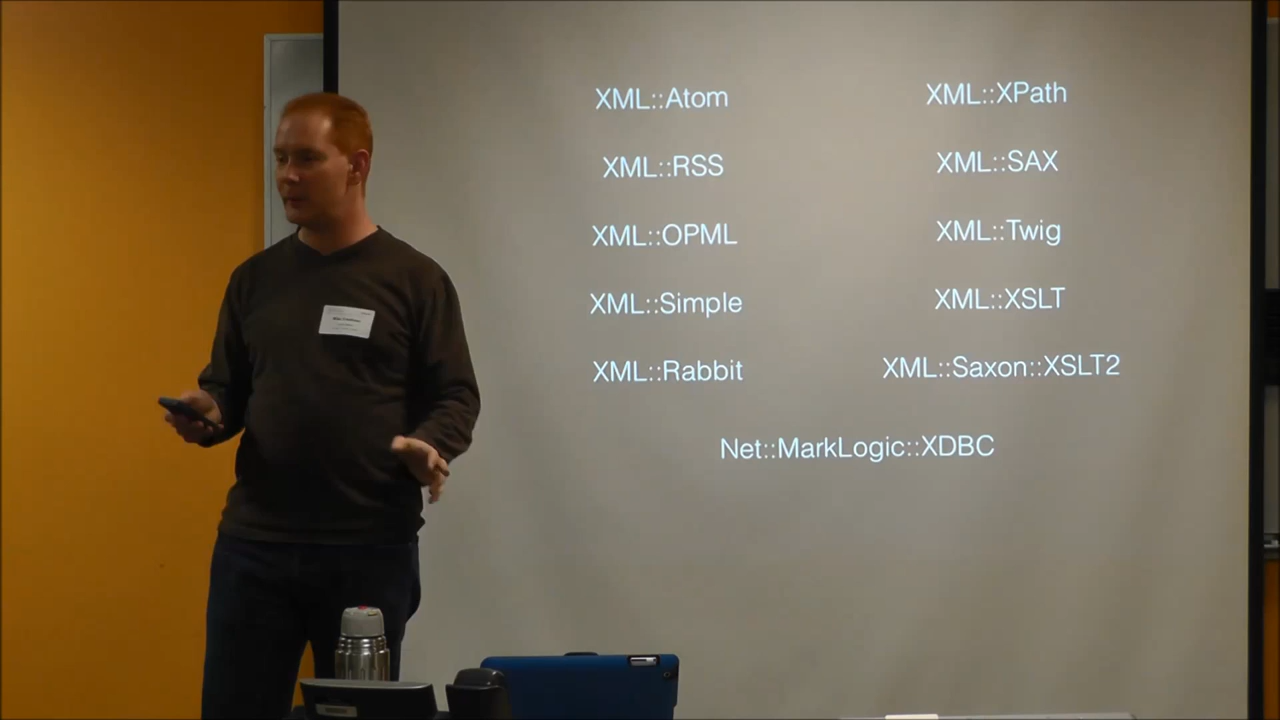 XML::Atom
XML::XPath
XML::RSS
XML::SAX
XML::OPML
XML::Twig
XML::Simple
XML::XSLT
XML::Rabbit
XML::Saxon::XSLT2
Net::MarkLogic::XDBC